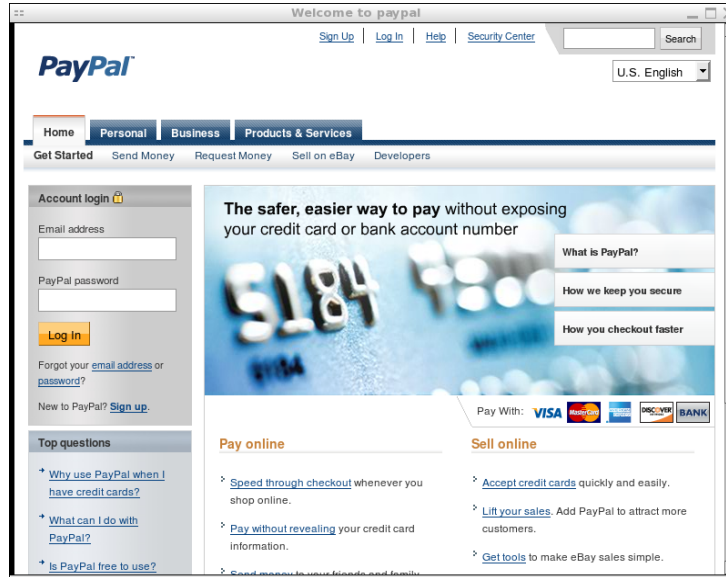 Welcome to paypal
Sign Up Log In Help Security Center Search
PayPal
U.S. English
Home Personal Business Products & Services
Get Started Send Money Request Money Sell on eBay Developers
Account login
Email address
PayPal password
Log In
Forgot your email address or
password?
New to PayPal? Sign up.
Top questions
Why use PayPal when I
have credit cards?
What can I do with
PayPal?
Is PayPal free to use?
The safer, easier way to pay without exposing
your credit card or bank account number
5184
What is PayPal?
How we keep you secure
How you checkout faster
Pay With: VISA MasterCard DISCOVER BANK
Pay online
Speed through checkout whenever you
shop online.
Pay without revealing your credit card
information.
Send money to your friends and family
Sell online
Accept credit cards quickly and easily.
Lift your sales. Add PayPal to attract more
customers.
Get tools to make eBay sales simple.